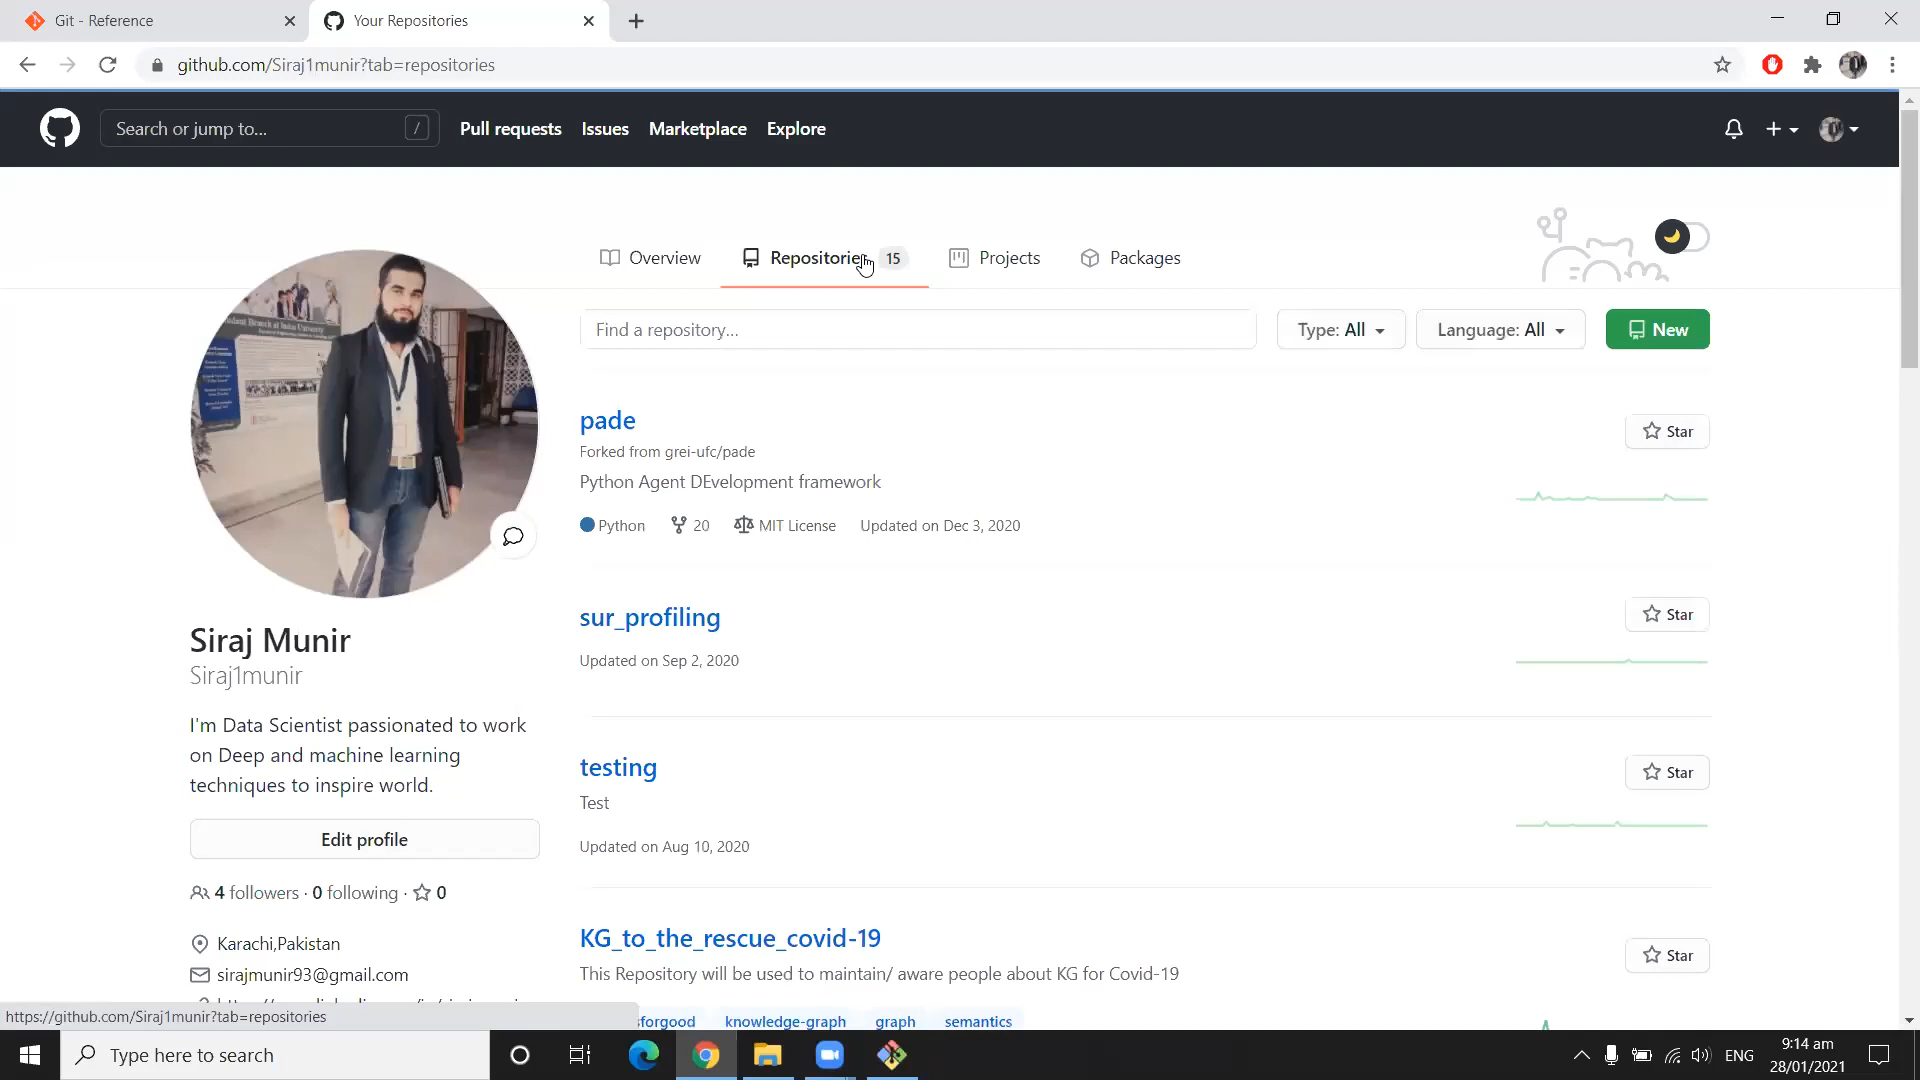 Git - Reference
Your Repositories
github.com/Siraj1munir?tab=repositories
Search or jump to...
/
Pull requests
Issues
Marketplace
Explore
Overview
Repositories 15
Projects
Packages
Find a repository...
Type: All
Language: All
New
pade
Star
Forked from grei-ufc/pade
Python Agent DEvelopment framework
Python 20 MIT License Updated on Dec 3, 2020
sur_profiling
Star
Updated on Sep 2, 2020
testing
Star
Test
Updated on Aug 10, 2020
KG_to_the_rescue_covid-19
Star
This Repository will be used to maintain/ aware people about KG for Covid-19
sforgood knowledge-graph graph semantics
Siraj Munir
Siraj1munir
I'm Data Scientist passionated to work
on Deep and machine learning
techniques to inspire world.
Edit profile
4 followers · 0 following · 0
Karachi,Pakistan
sirajmunir93@gmail.com
https://github.com/Siraj1munir?tab=repositories
Type here to search
ENG
9:14 am
28/01/2021